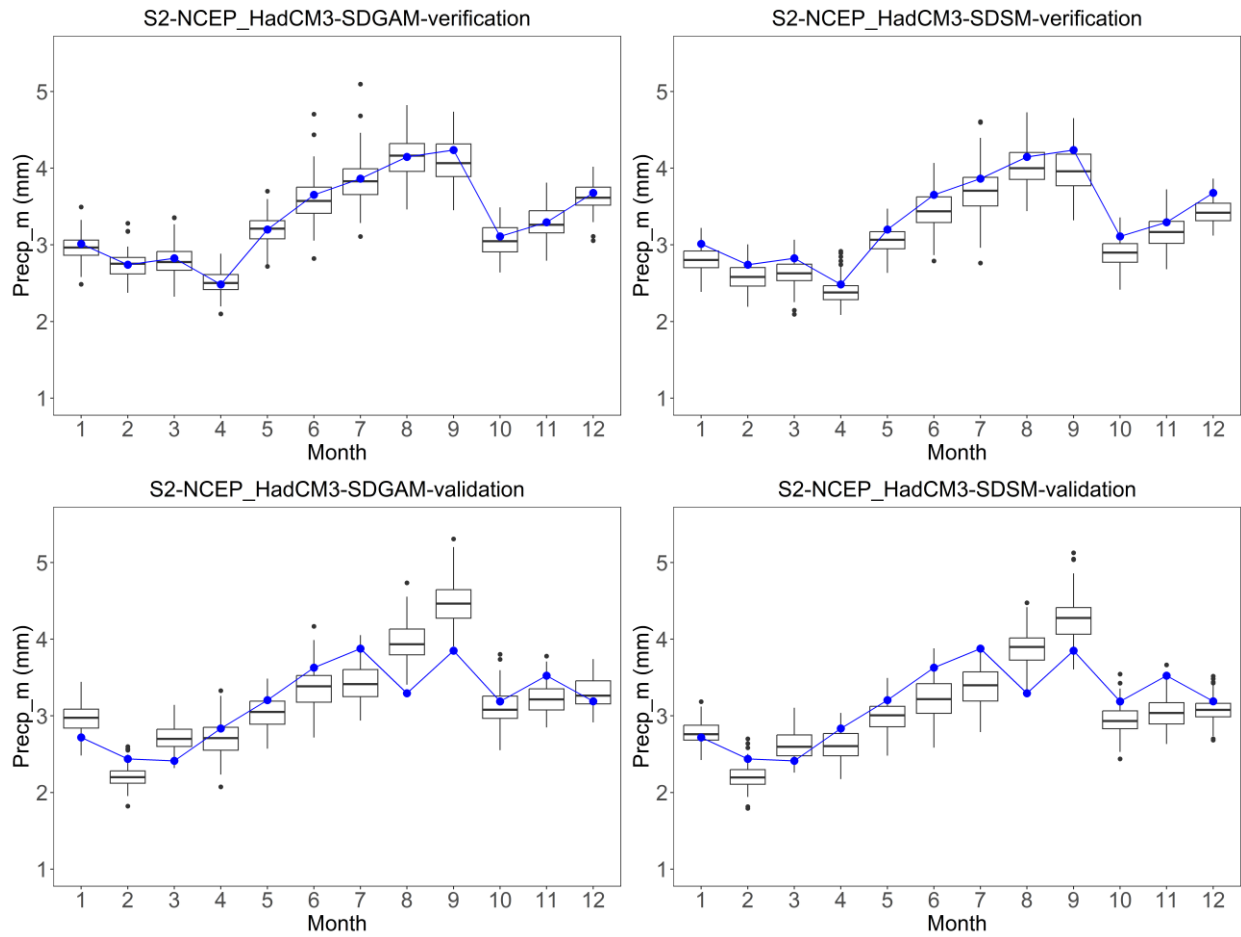 S2-NCEP_HadCM3-SDGAM-verification
Precp_m (mm)
5
4
3
2
1
1 2 3 4 5 6 7 8 9 10 11 12
Month
S2-NCEP_HadCM3-SDSM-verification
Precp_m (mm)
5
4
3
2
1
1 2 3 4 5 6 7 8 9 10 11 12
Month
S2-NCEP_HadCM3-SDGAM-validation
Precp_m (mm)
5
4
3
2
1
1 2 3 4 5 6 7 8 9 10 11 12
Month
S2-NCEP_HadCM3-SDSM-validation
Precp_m (mm)
5
4
3
2
1
1 2 3 4 5 6 7 8 9 10 11 12
Month